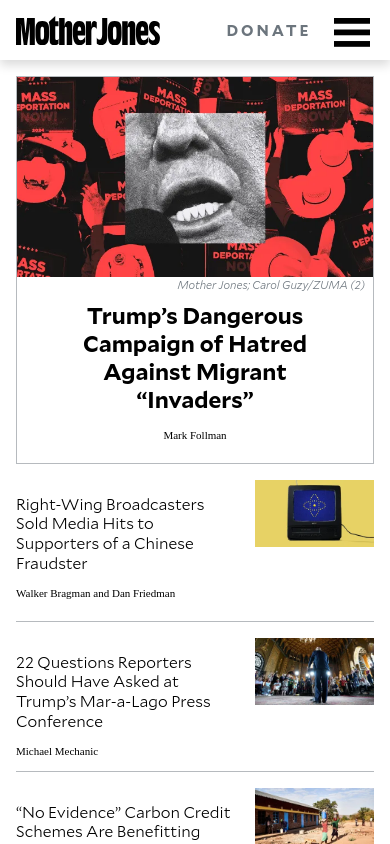 Mother Jones
DONATE
MASS
DEPORTATION
NOW
2024
MASS
DEPORTATION
NOW!
2024
MASS
MASS
DEPORTATION
NOW
Mother Jones; Carol Guzy/ZUMA (2)
Trump’s Dangerous
Campaign of Hatred
Against Migrant
“Invaders”
Mark Follman
Right-Wing Broadcasters
Sold Media Hits to
Supporters of a Chinese
Fraudster
Walker Bragman and Dan Friedman
22 Questions Reporters
Should Have Asked at
Trump’s Mar-a-Lago Press
Conference
Michael Mechanic
“No Evidence” Carbon Credit
Schemes Are Benefitting